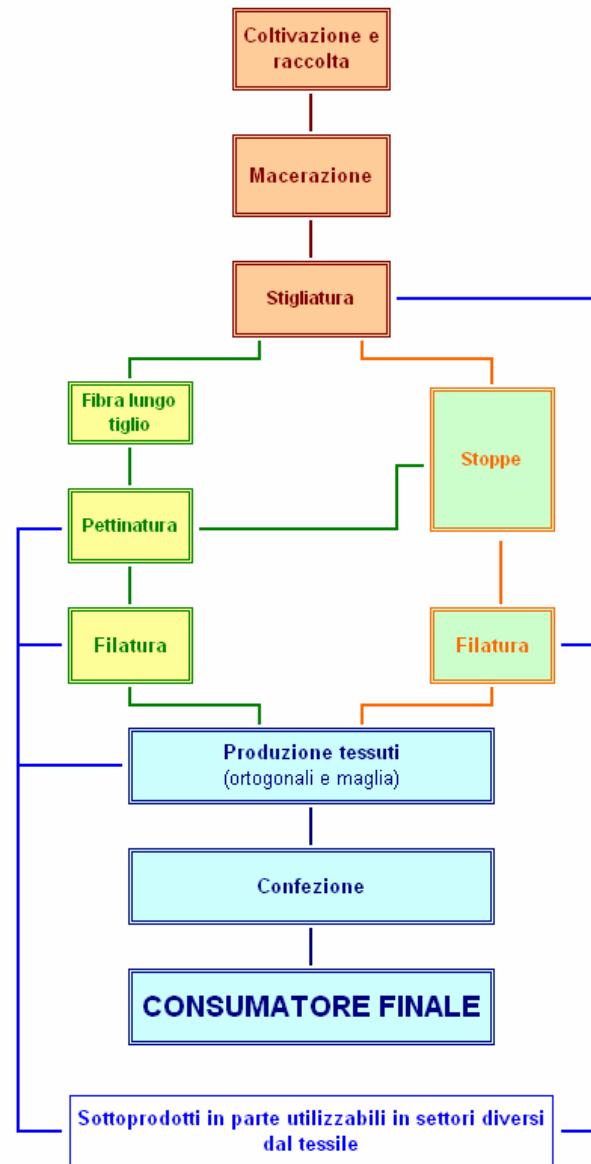 Coltivazione e
raccolta
Macerazione
Stigliatura
Fibra lungo
tiglio
Stoppe
Pettinatura
Filatura
Filatura
Produzione tessuti
(ortogonali e maglia)
Confezione
CONSUMATORE FINALE
Sottoprodotti in parte utilizzabili in settori diversi
dal tessile